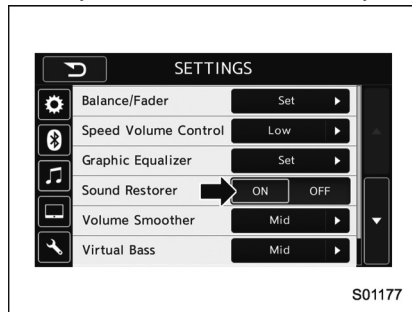 SETTINGS
Balance/Fader Set
Speed Volume Control Low
Graphic Equalizer Set
Sound Restorer ON OFF
Volume Smoother Mid
Virtual Bass Mid
S01177